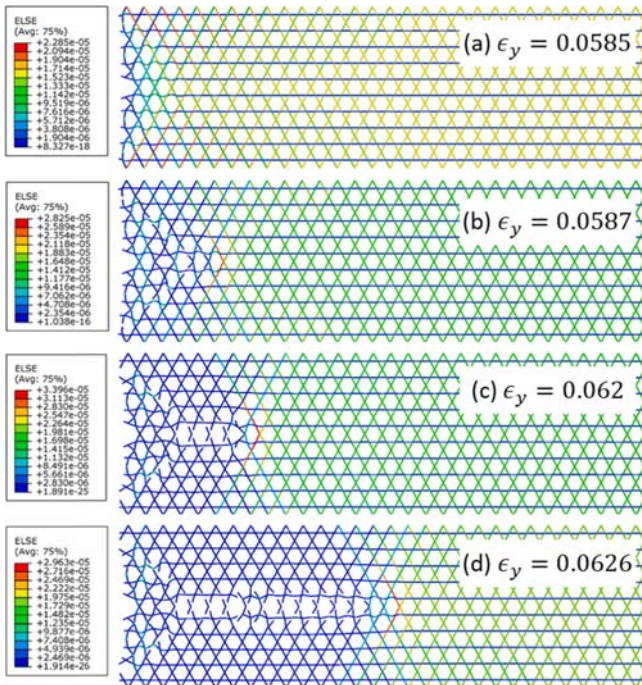 ELSE
(Avg: 75%)
+2.285e-05
+2.094e-05
+1.904e-05
+1.714e-05
+1.523e-05
+1.333e-05
+1.142e-05
+9.519e-06
+7.616e-06
+5.712e-06
+3.808e-06
+1.904e-06
+8.327e-18
(a) ϵy = 0.0585
ELSE
(Avg: 75%)
+2.825e-05
+2.589e-05
+2.354e-05
+2.118e-05
+1.883e-05
+1.648e-05
+1.412e-05
+1.177e-05
+9.416e-06
+7.062e-06
+4.708e-06
+2.354e-06
+1.038e-16
(b) ϵy = 0.0587
ELSE
(Avg: 75%)
+3.396e-05
+3.113e-05
+2.830e-05
+2.547e-05
+2.264e-05
+1.981e-05
+1.698e-05
+1.415e-05
+1.132e-05
+8.491e-06
+5.661e-06
+2.830e-06
+1.891e-25
(c) ϵy = 0.062
ELSE
(Avg: 75%)
+2.963e-05
+2.716e-05
+2.469e-05
+2.222e-05
+1.975e-05
+1.729e-05
+1.482e-05
+1.235e-05
+9.877e-06
+7.408e-06
+4.939e-06
+2.469e-06
+1.914e-26
(d) ϵy = 0.0626